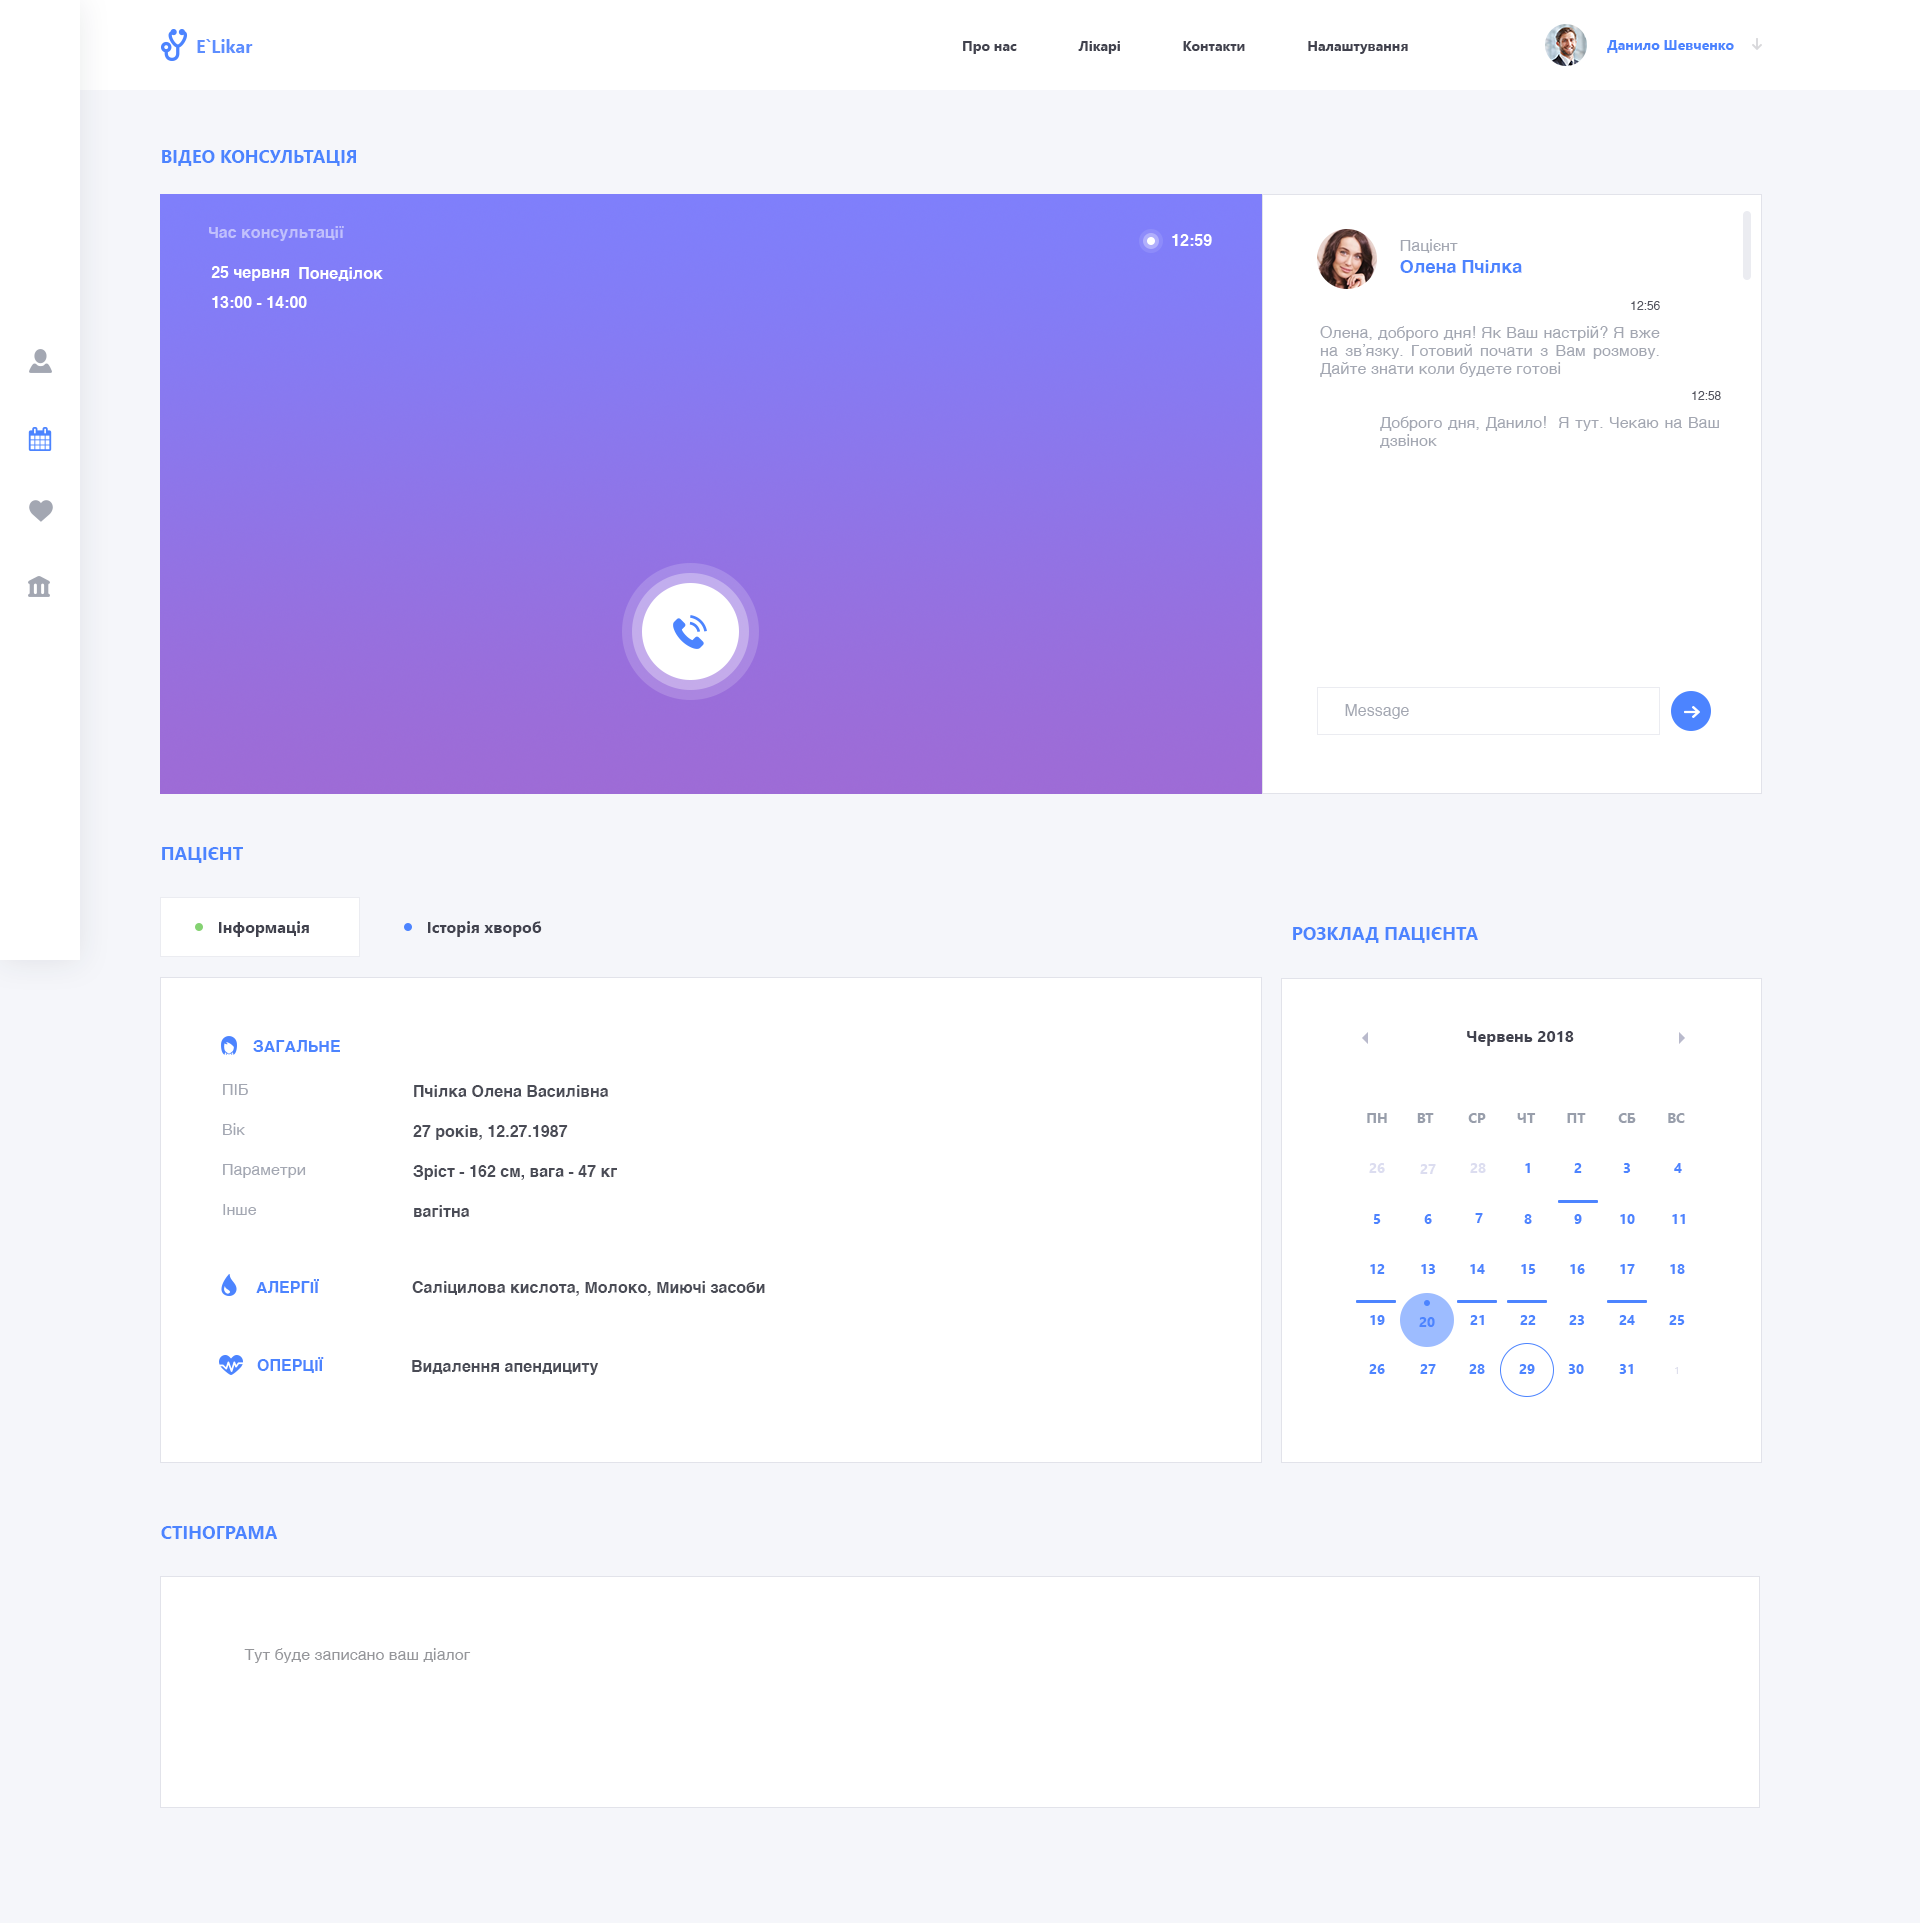 E`Likar
Про нас
Лікарі
Контакти
Налаштування
Данило Шевченко
ВІДЕО КОНСУЛЬТАЦІЯ
Час консультації
25 червня Понеділок
13:00 - 14:00
12:59
Пацієнт
Олена Пчілка
12:56
Олена, доброго дня! Як Ваш настрій? Я вже
на зв’язку. Готовий почати з Вам розмову.
Дайте знати коли будете готові
12:58
Доброго дня, Данило! Я тут. Чекаю на Ваш
дзвінок
Message
ПАЦІЄНТ
Інформація
Історія хвороб
ЗАГАЛЬНЕ
ПІБ
Пчілка Олена Василівна
Вік
27 років, 12.27.1987
Параметри
Зріст - 162 см, вага - 47 кг
Інше
вагітна
АЛЕРГІЇ
Саліцилова кислота, Молоко, Миючі засоби
ОПЕРЦІЇ
Видалення апендициту
РОЗКЛАД ПАЦІЄНТА
Червень 2018
ПН ВТ СР ЧТ ПТ СБ ВС
26 27 28 1 2 3 4
5 6 7 8 9 10 11
12 13 14 15 16 17 18
19 20 21 22 23 24 25
26 27 28 29 30 31 1
СТІНОГРАМА
Тут буде записано ваш діалог